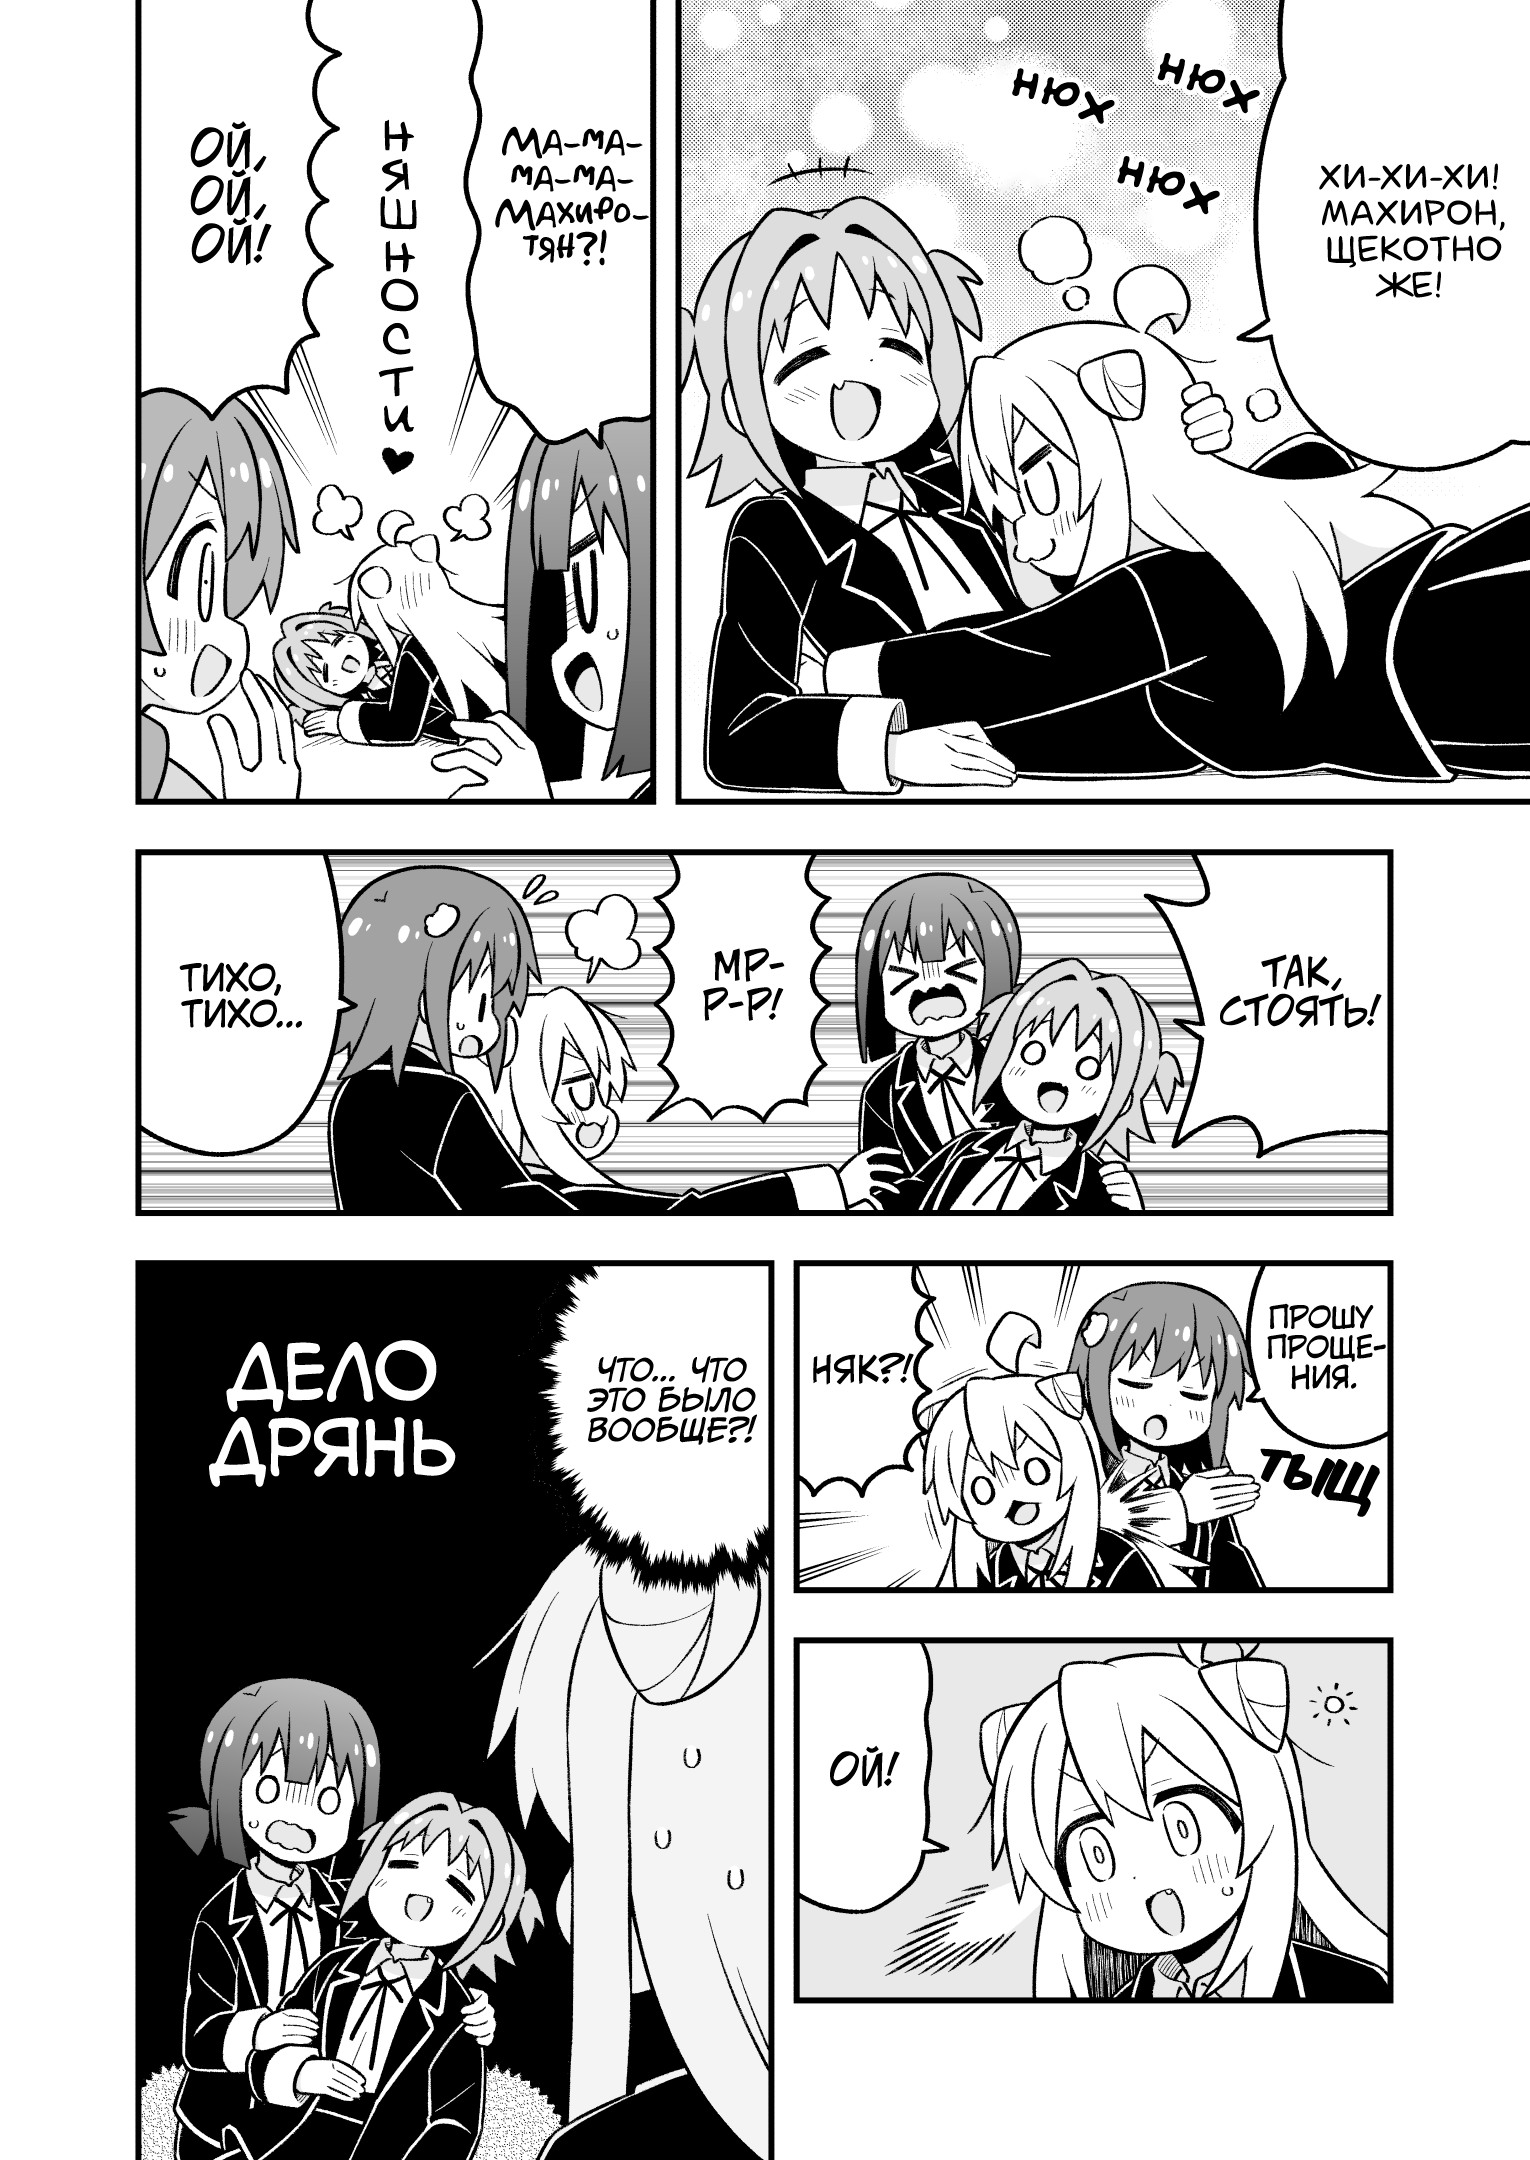 НЮХ
НЮХ
НЮХ
ХИ-ХИ-ХИ!
МАХИРОН,
ЩЕКОТНО
ЖЕ!
МА-МА-
МА-МА-
МАХИРО-
ТЯН?!
НЯШНОСТИ
ОЙ,
ОЙ,
ОЙ!
ТАК,
СТОЯТЬ!
МР-
Р-Р!
ТИХО,
ТИХО...
ПРОШУ
ПРОЩЕ-
НИЯ.
ТЫЩ
НЯК?!
ОЙ!
ЧТО... ЧТО
ЭТО БЫЛО
ВООБЩЕ?!
ДЕЛО
ДРЯНЬ